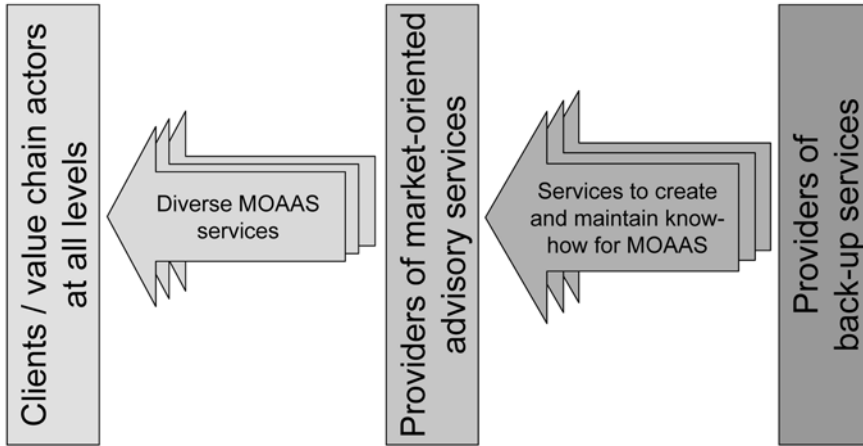 Clients / value chain actors
at all levels
Diverse MOAAS
services
Providers of market-oriented
advisory services
Services to create
and maintain know-
how for MOAAS
Providers of
back-up services